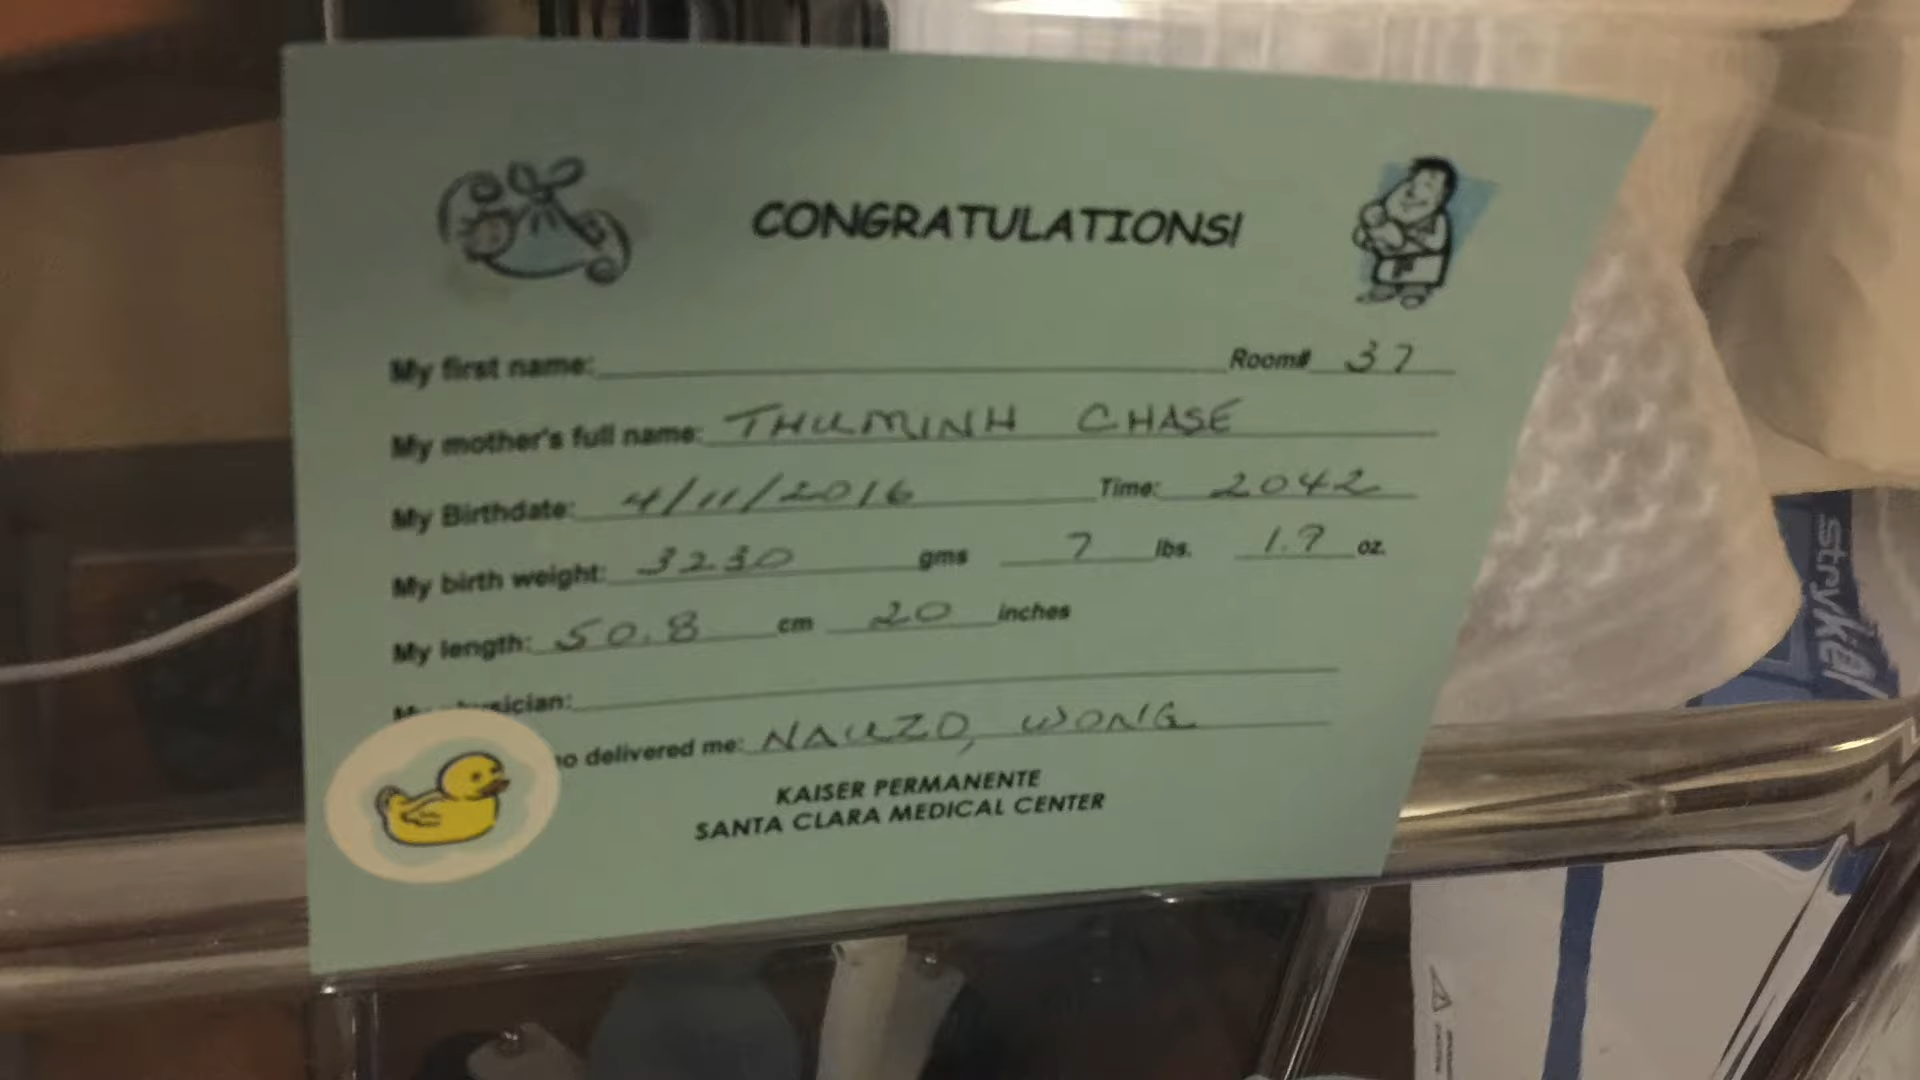 CONGRATULATIONS!
My first name: Room# 37
My mother's full name: THUMINH CHASE
My Birthdate: 4/11/2016 Time: 2042
My birth weight: 3230 gms 7 lbs. 1.9 oz.
My length: 50.8 cm 20 inches
delivered me: NAUZO, WONG
KAISER PERMANENTE
SANTA CLARA MEDICAL CENTER
stryker